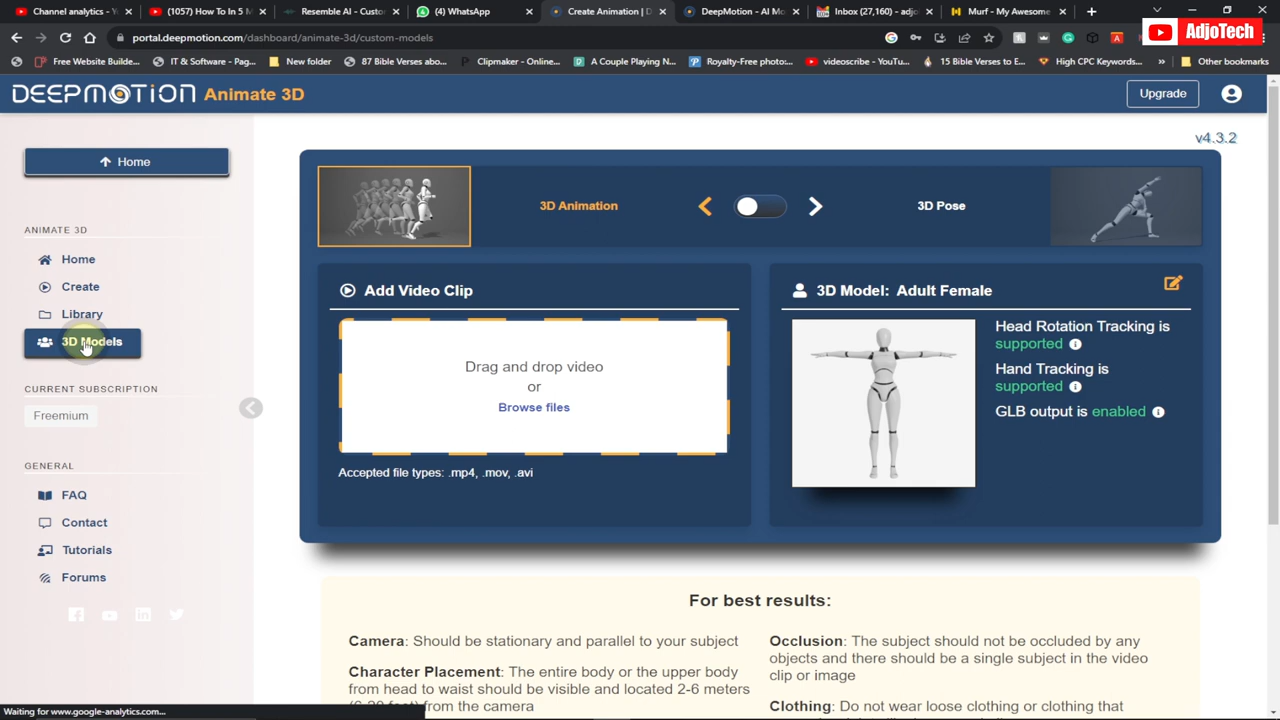 Channel analytics - Y
(1057) How To In 5 M
Resemble AI - Custo
(4) WhatsApp
Create Animation | D
DeepMotion - AI Mo
(27,160) - adjo
Murf - My Awesome
AdjoTech
portal.deepmotion.com/dashboard/animate-3d/custom-models
Free Website Builde...
IT & Software - Pag...
New folder
87 Bible Verses abo...
Clipmaker - Online...
A Couple Playing N...
Royalty-Free photo:...
videoscribe - YouTu...
15 Bible Verses to E...
High CPC Keywords...
Other bookmarks
DEEPMOTION Animate 3D
Upgrade
v4.3.2
Home
ANIMATE 3D
Home
Create
Library
3D Models
CURRENT SUBSCRIPTION
Freemium
GENERAL
FAQ
Contact
Tutorials
Forums
3D Animation
3D Pose
Add Video Clip
Drag and drop video
or
Browse files
Accepted file types: .mp4, .mov, .avi
3D Model: Adult Female
Head Rotation Tracking is
supported
Hand Tracking is
supported
GLB output is enabled
For best results:
Camera: Should be stationary and parallel to your subject
Character Placement: The entire body or the upper body
from head to waist should be visible and located 2-6 meters
(6-20 feet) from the camera
Occlusion: The subject should not be occluded by any
objects and there should be a single subject in the video
clip or image
Clothing: Do not wear loose clothing or clothing that
Waiting for www.google-analytics.com...